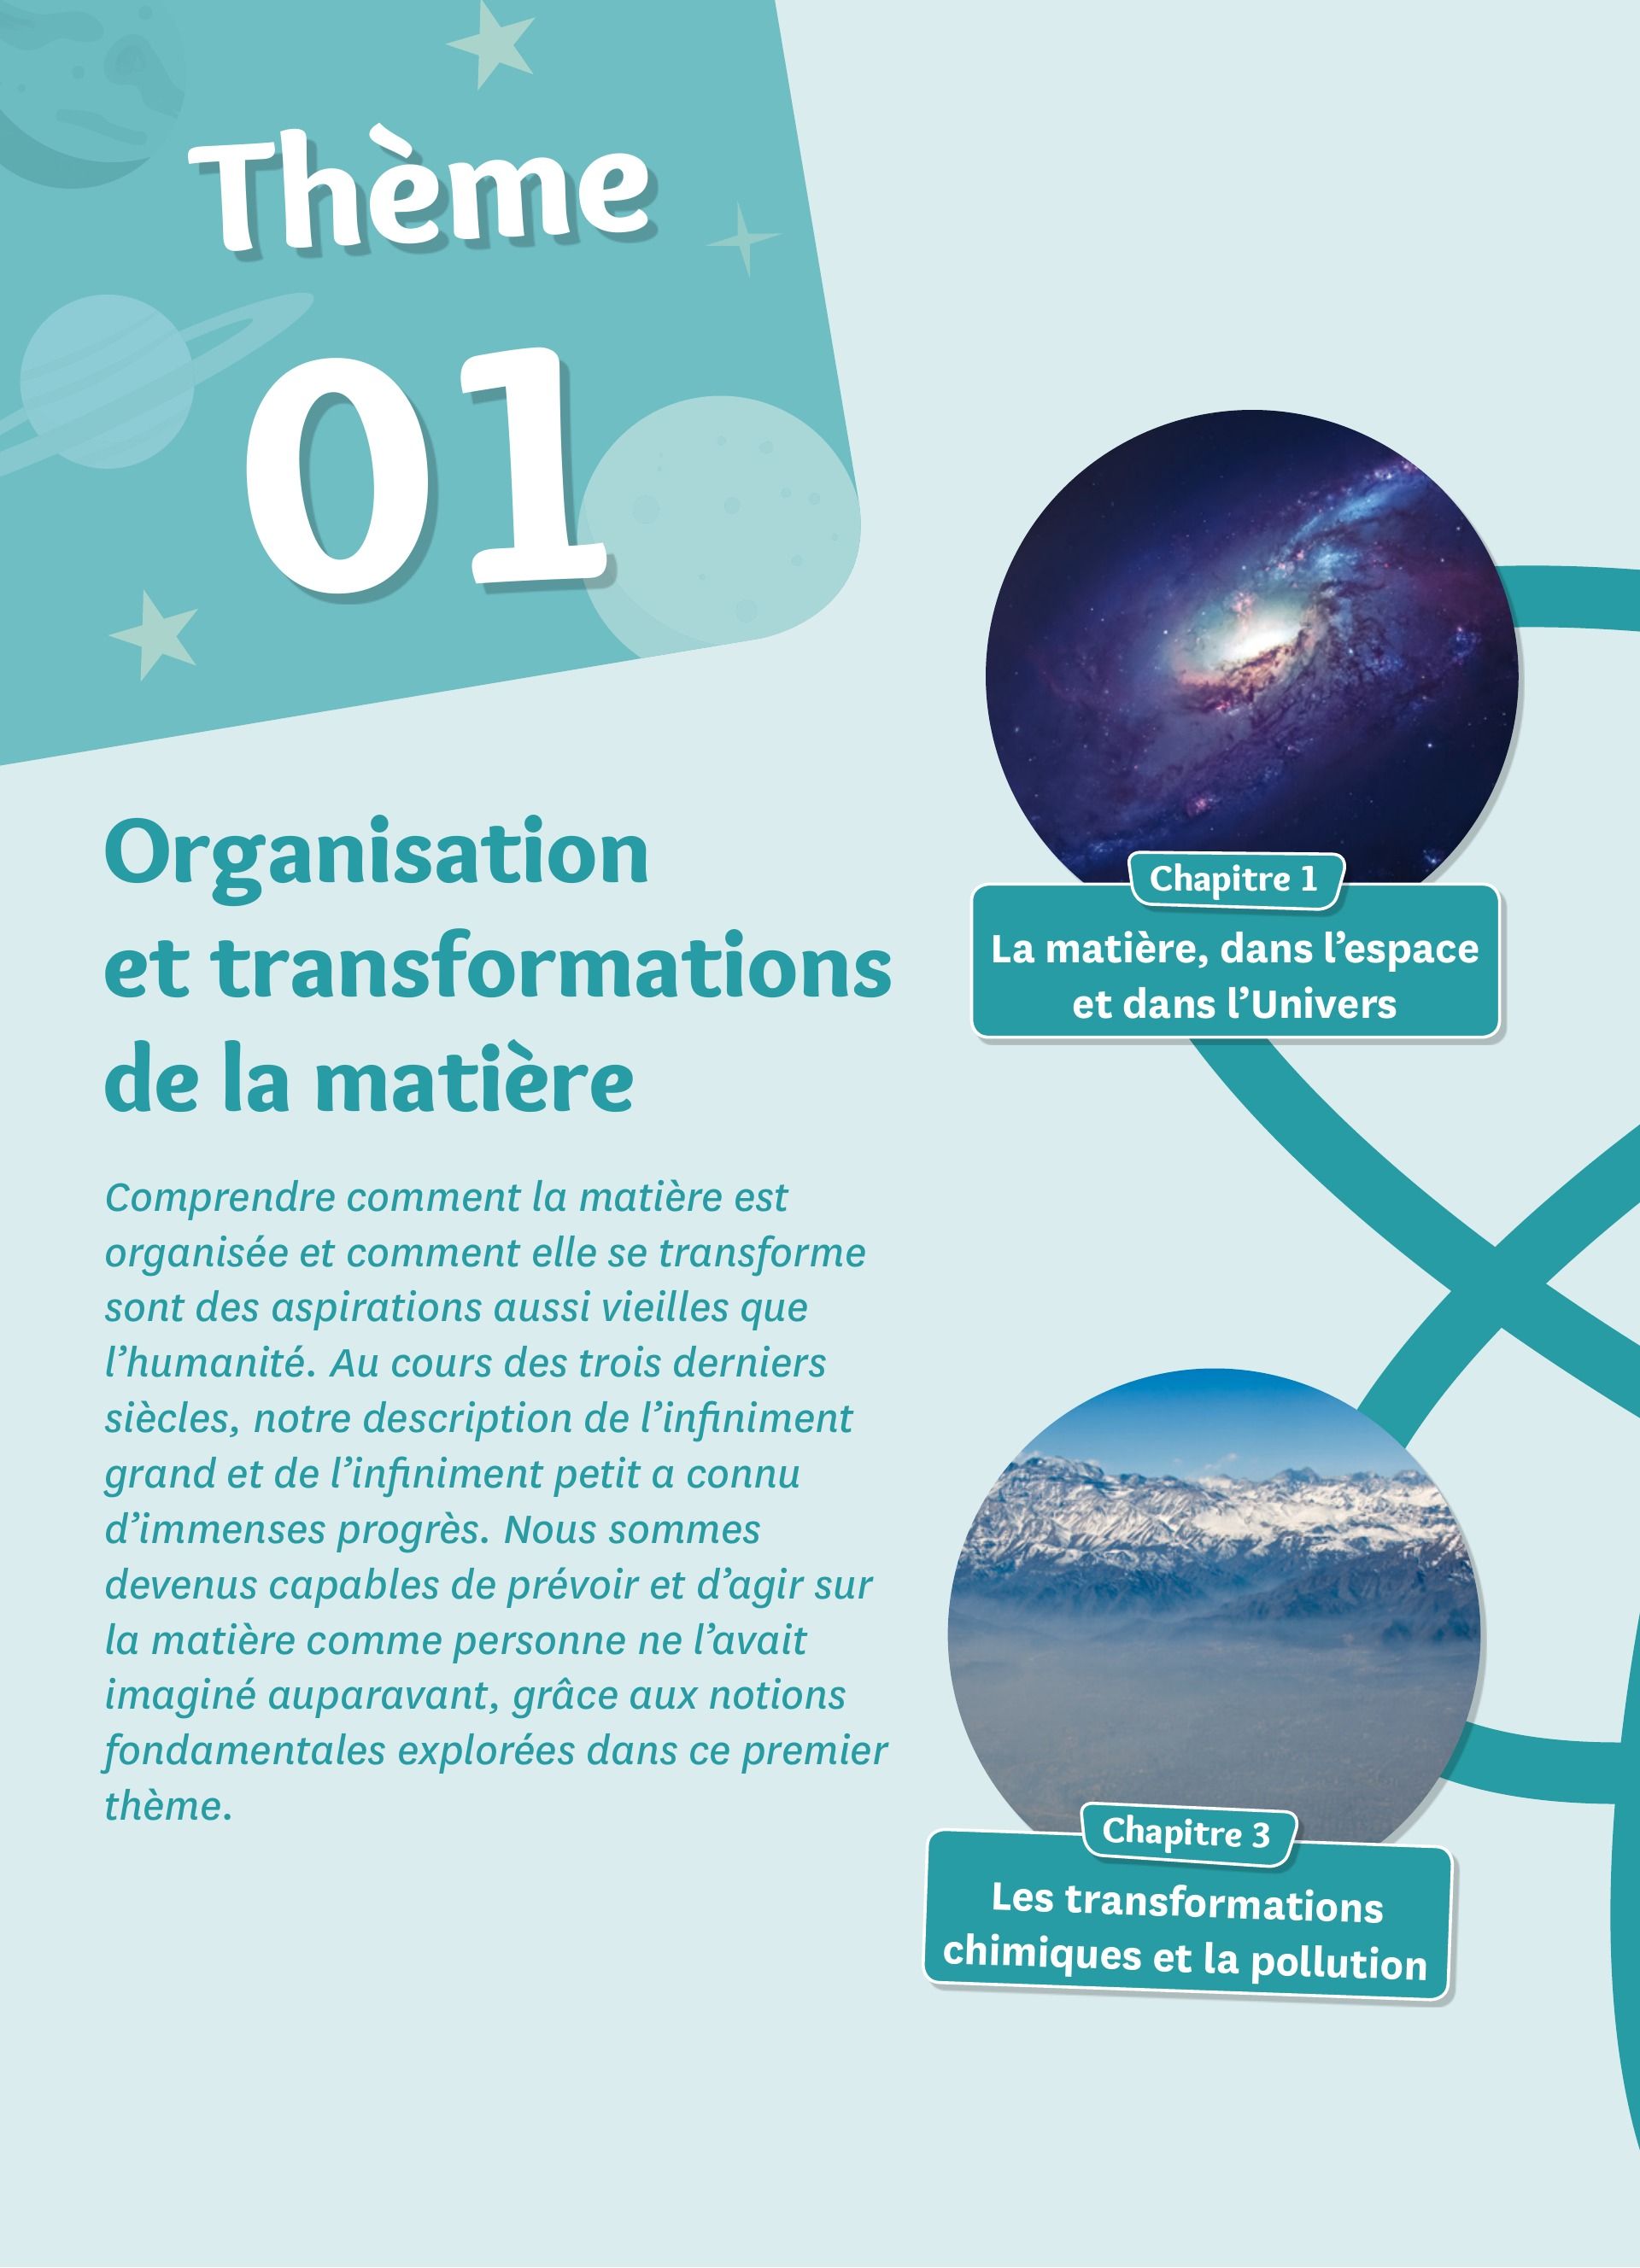 Thème
01
Organisation
et transformations
de la matière
Comprendre comment la matière est
organisée et comment elle se transforme
sont des aspirations aussi vieilles que
l’humanité. Au cours des trois derniers
siècles, notre description de l’infiniment
grand et de l’infiniment petit a connu
d’immenses progrès. Nous sommes
devenus capables de prévoir et d’agir sur
la matière comme personne ne l’avait
imaginé auparavant, grâce aux notions
fondamentales explorées dans ce premier
thème.
Chapitre 1
La matière, dans l’espace
et dans l’Univers
Chapitre 3
Les transformations
chimiques et la pollution